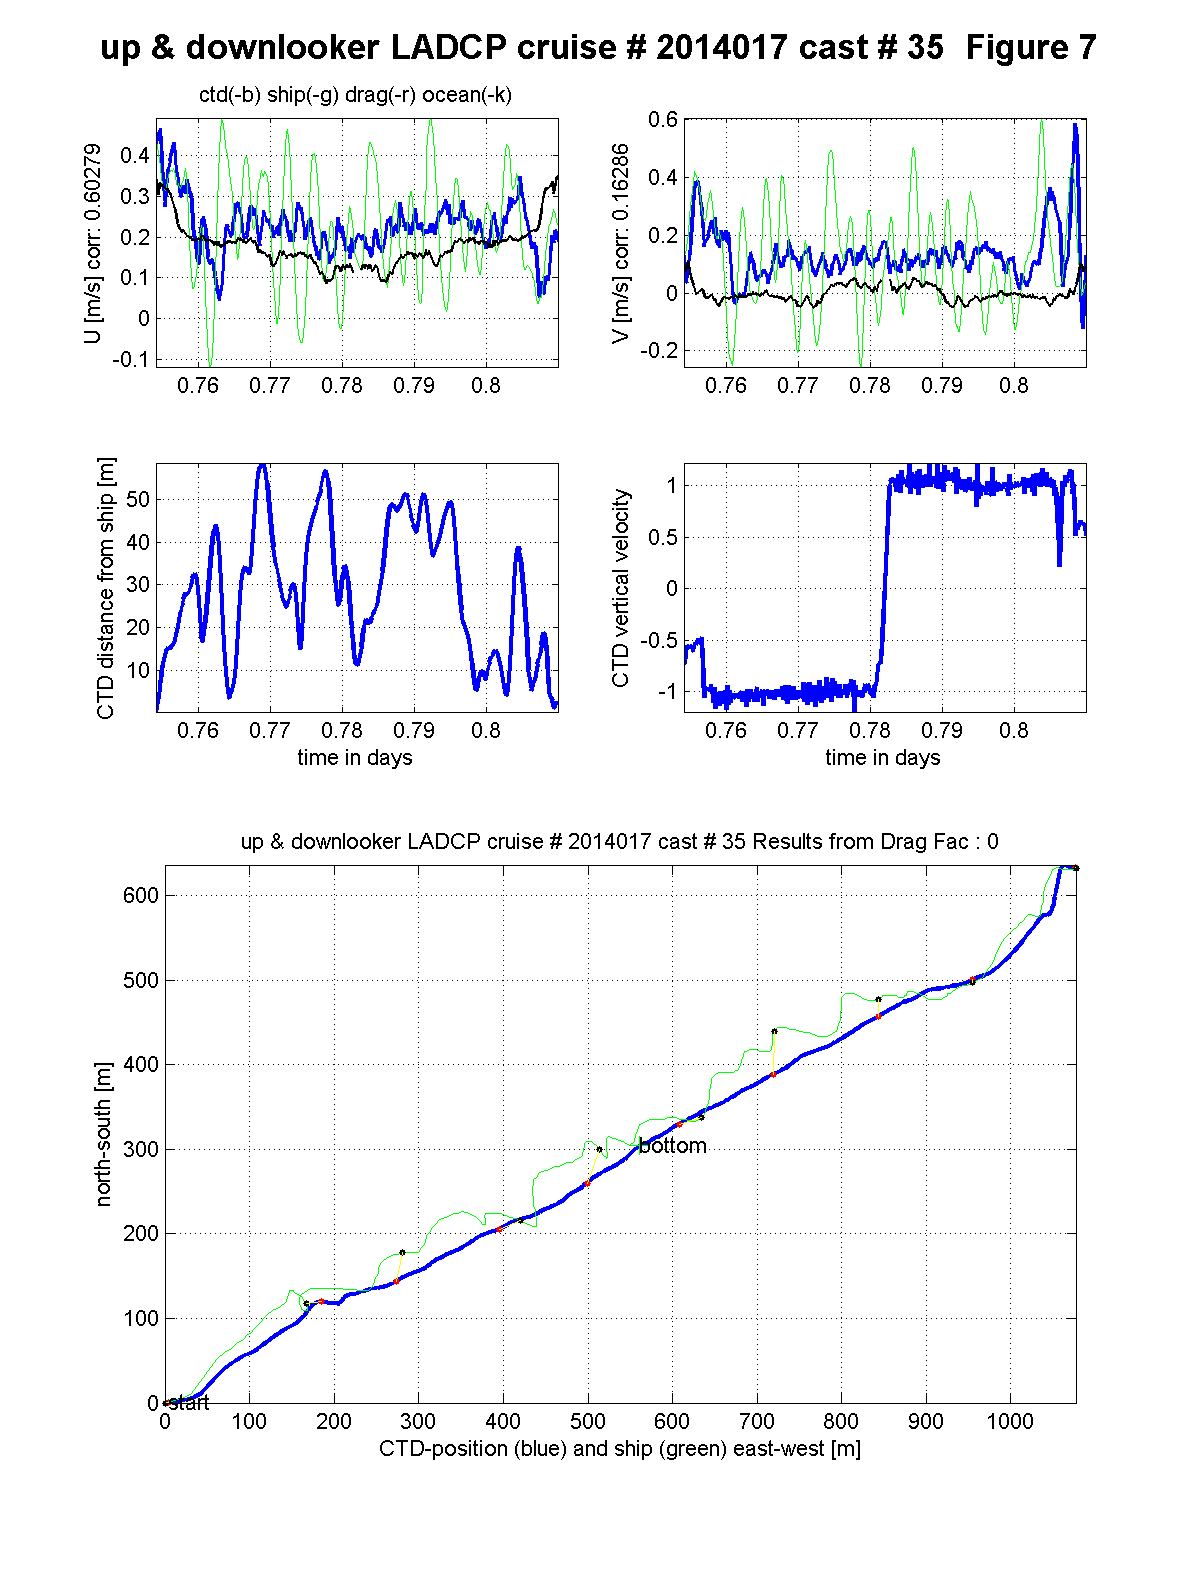 up & downlooker LADCP cruise # 2014017 cast # 35  Figure 7
ctd(-b) ship(-g) drag(-r) ocean(-k)
U [m/s] corr: 0.60279
0.4
0.3
0.2
0.1
0
-0.1
0.76 0.77 0.78 0.79 0.8
V [m/s] corr: 0.16286
0.6
0.4
0.2
0
-0.2
0.76 0.77 0.78 0.79 0.8
CTD distance from ship [m]
50
40
30
20
10
0.76 0.77 0.78 0.79 0.8
time in days
CTD vertical velocity
1
0.5
0
-0.5
-1
0.76 0.77 0.78 0.79 0.8
time in days
up & downlooker LADCP cruise # 2014017 cast # 35 Results from Drag Fac : 0
north-south [m]
600
500
400
300
200
100
0
bottom
start
0 100 200 300 400 500 600 700 800 900 1000
CTD-position (blue) and ship (green) east-west [m]